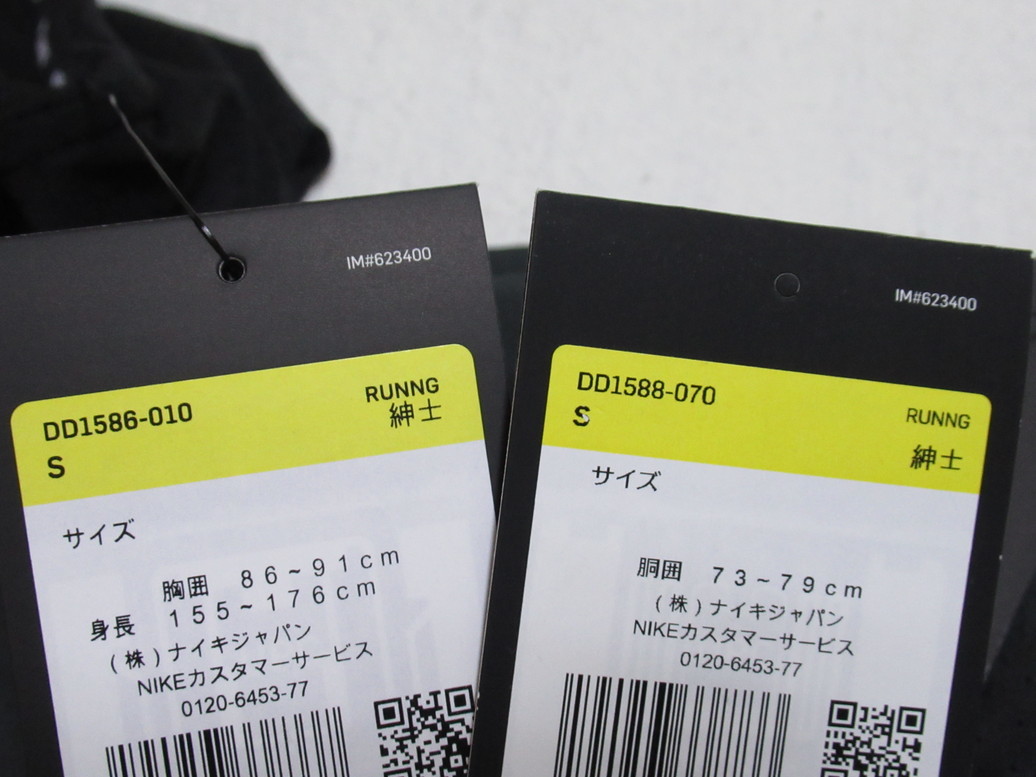 IM#623400
DD1586-010
RUNNG
紳士
S
サイズ
胸囲 86~91cm
身長 155~176cm
(株)ナイキジャパン
NIKEカスタマーサービス
0120-6453-77
IM#623400
DD1588-070
RUNNG
S
紳士
サイズ
胴囲 73~79cm
(株)ナイキジャパン
NIKEカスタマーサービス
0120-6453-77